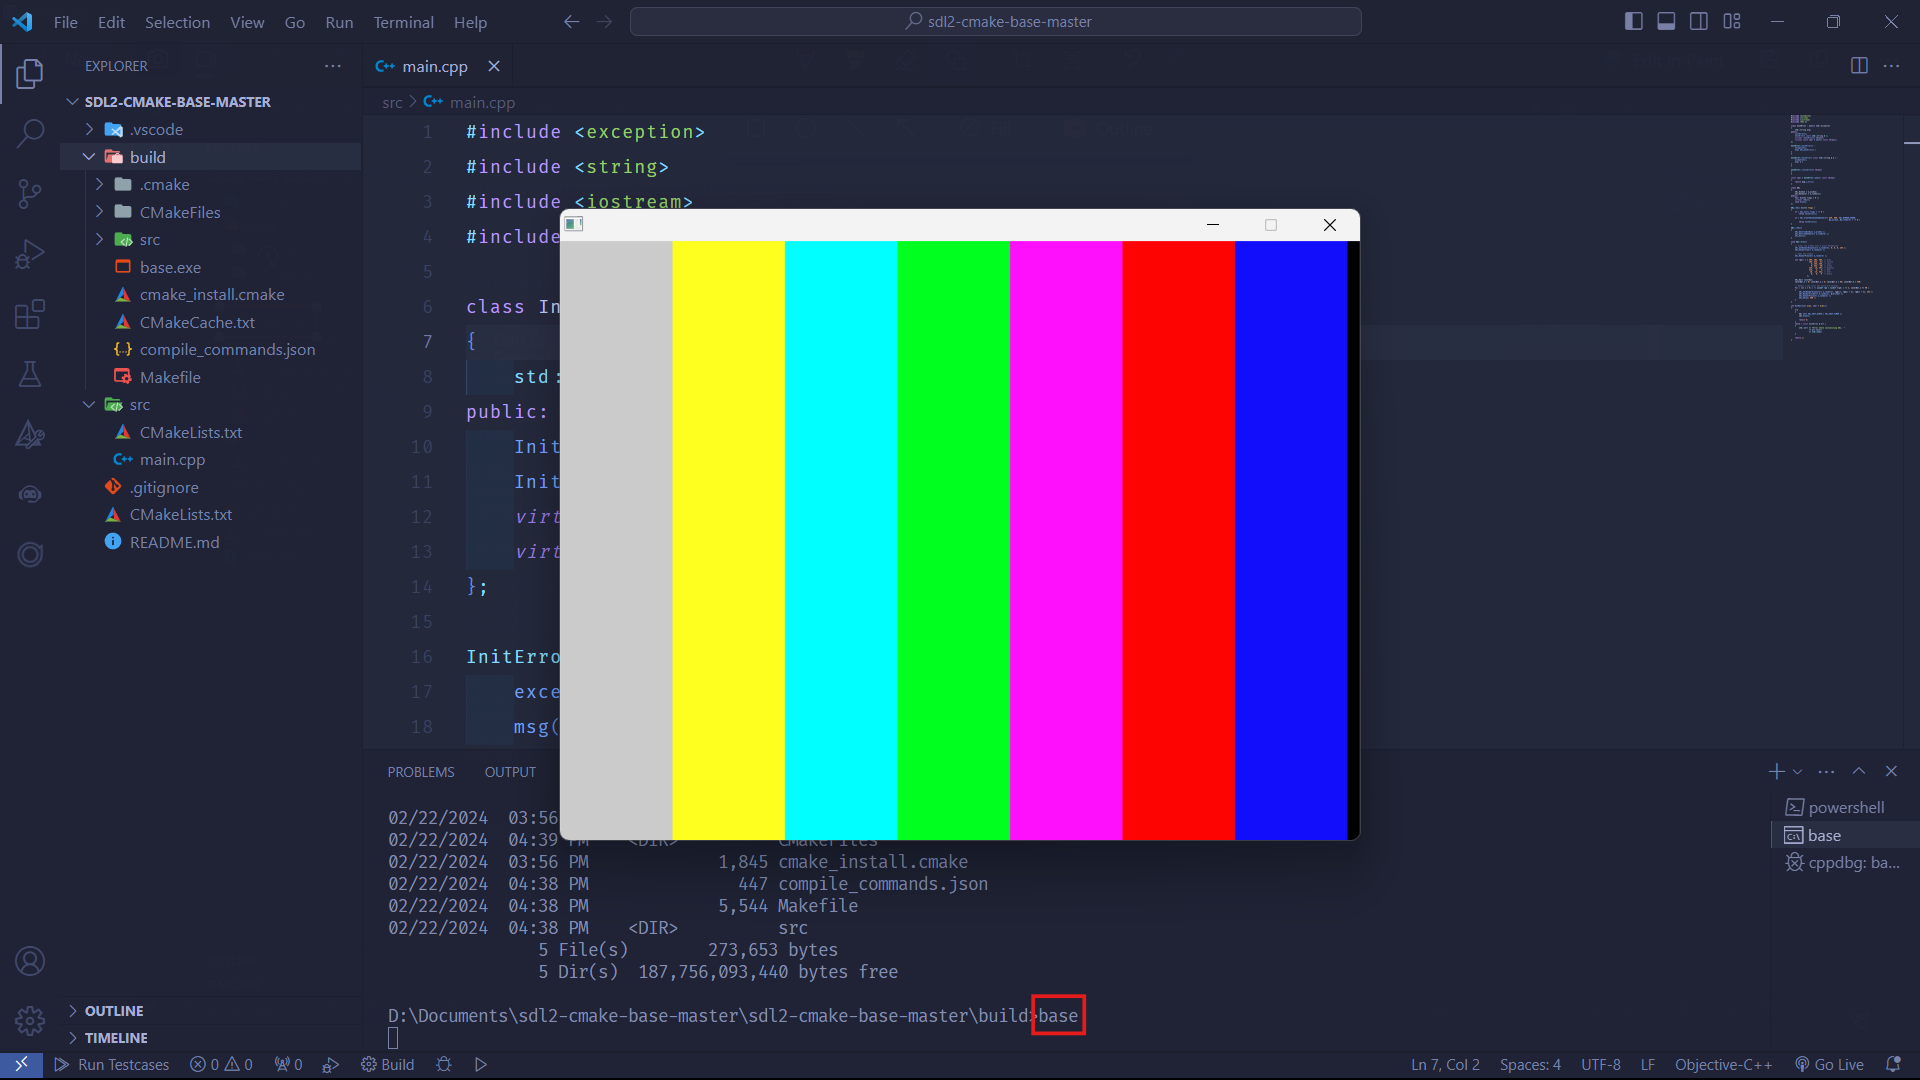 File Edit Selection View Go Run Terminal Help
sdl2-cmake-base-master
EXPLORER
SDL2-CMAKE-BASE-MASTER
.vscode
build
.cmake
CMakeFiles
src
base.exe
cmake_install.cmake
CMakeCache.txt
compile_commands.json
Makefile
src
CMakeLists.txt
main.cpp
.gitignore
CMakeLists.txt
README.md
OUTLINE
TIMELINE
main.cpp
src > main.cpp
1 #include <exception>
2 #include <string>
3 #include <iostream>
4 #include
5
6 class In
7 {
8 std:
9 public:
10 Init
11 Init
12 virt
13 virt
14 };
15
16 InitErro
17 exce
18 msg(
PROBLEMS OUTPUT
02/22/2024 03:56
02/22/2024 04:39 PM <DIR> CMakeFiles
02/22/2024 03:56 PM 1,845 cmake_install.cmake
02/22/2024 04:38 PM 447 compile_commands.json
02/22/2024 04:38 PM 5,544 Makefile
02/22/2024 04:38 PM <DIR> src
5 File(s) 273,653 bytes
5 Dir(s) 187,756,093,440 bytes free
D:\Documents\sdl2-cmake-base-master\sdl2-cmake-base-master\build>base
powershell
base
cppdbg: ba...
Run Testcases 0 0 0 Build
Ln 7, Col 2 Spaces: 4 UTF-8 LF Objective-C++ Go Live